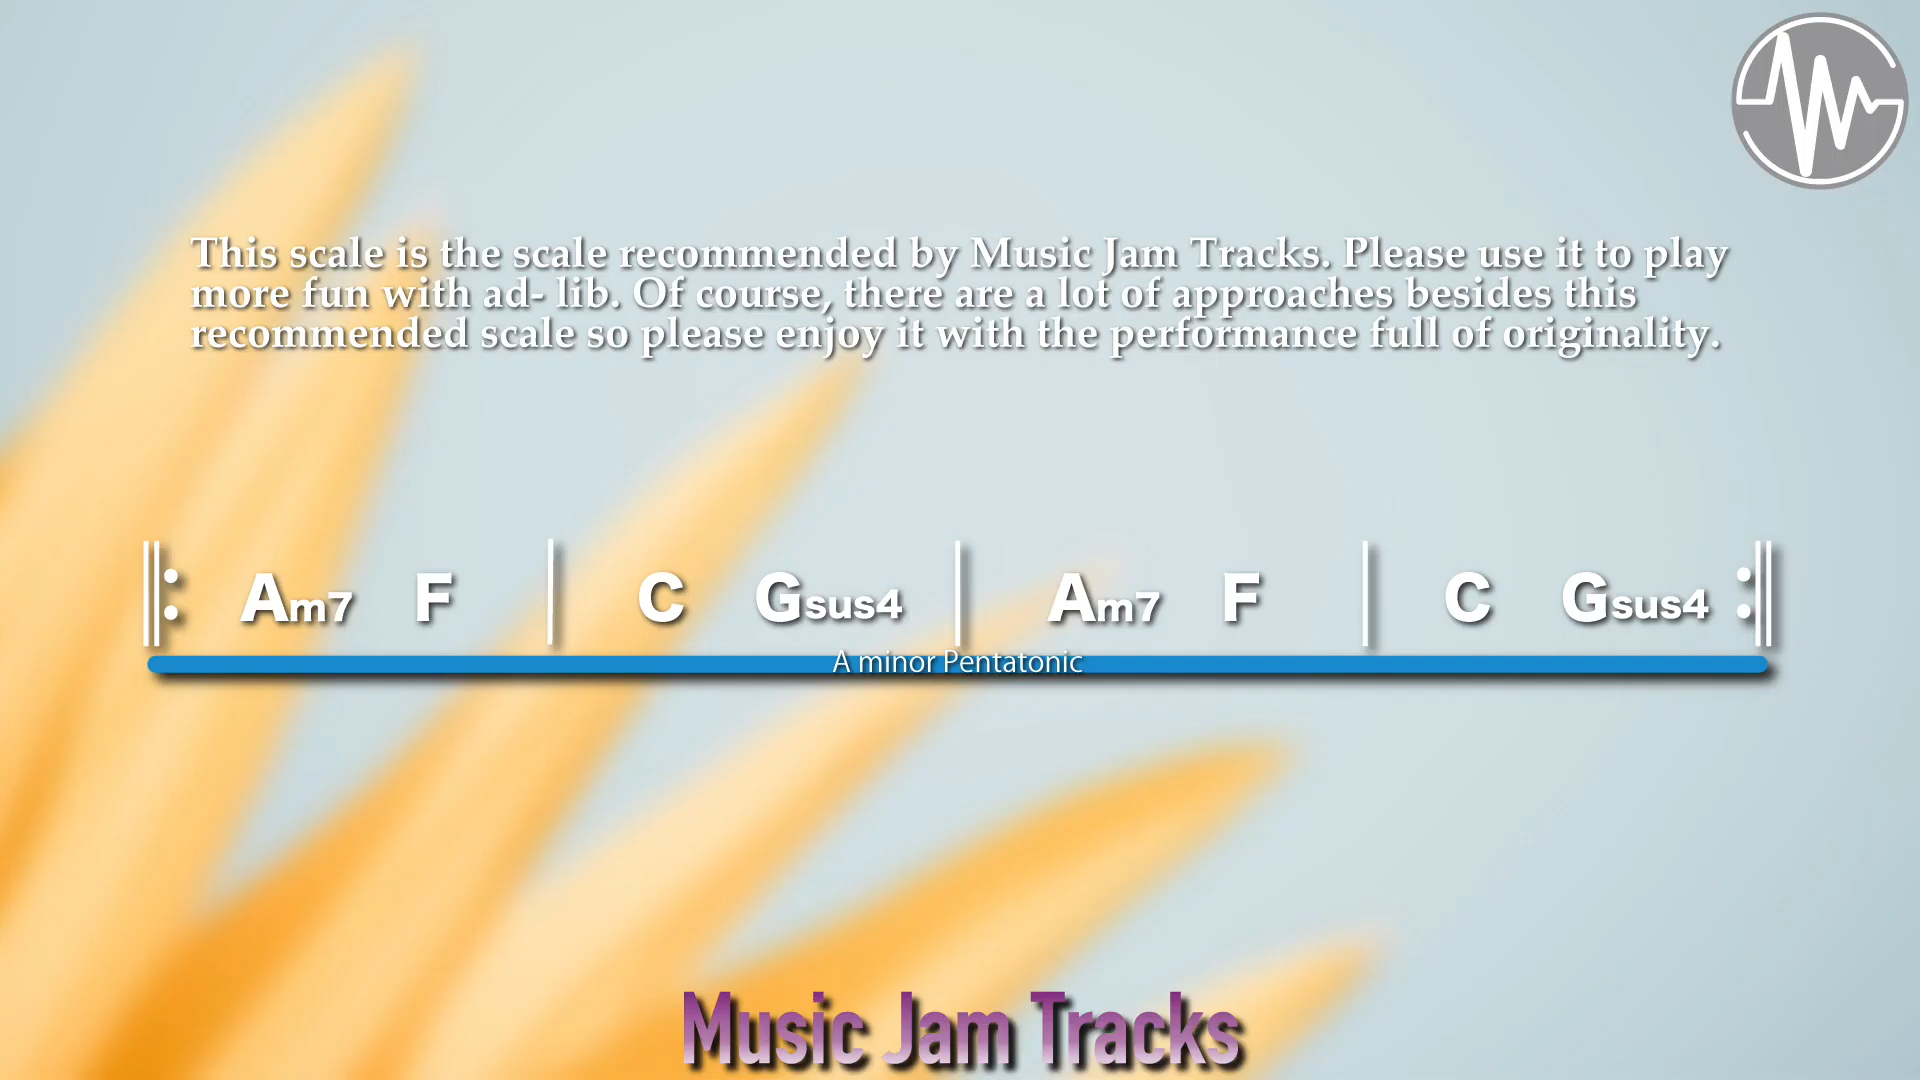 This scale is the scale recommended by Music Jam Tracks. Please use it to play
more fun with ad- lib. Of course, there are a lot of approaches besides this
recommended scale so please enjoy it with the performance full of originality.
Am7 F C Gsus4 Am7 F C Gsus4
A minor Pentatonic
Music Jam Tracks